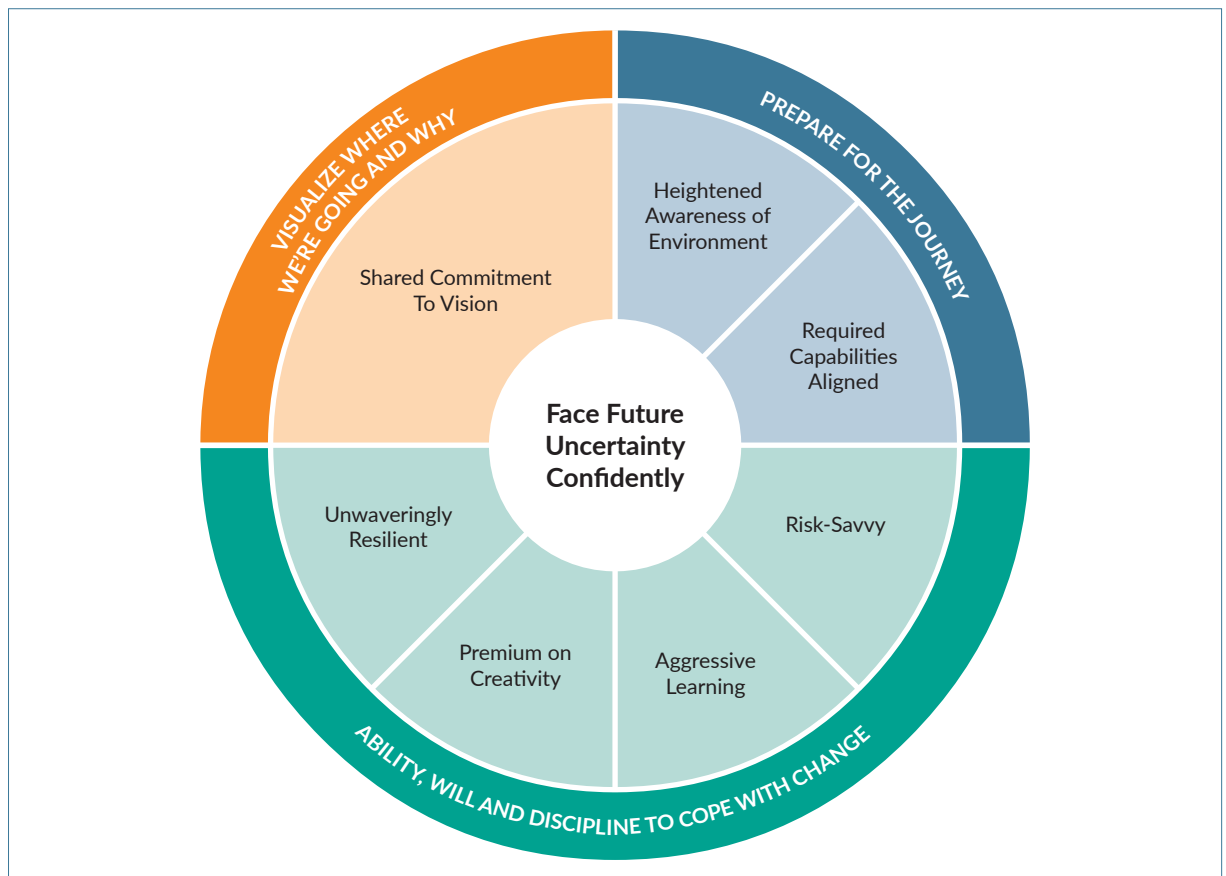 VISUALIZE WHERE
WE'RE GOING AND WHY
PREPARE FOR THE JOURNEY
Heightened
Awareness of
Environment
Shared Commitment
To Vision
Required
Capabilities
Aligned
Face Future
Uncertainty
Confidently
Unwaveringly
Resilient
Risk-Savvy
Premium on
Creativity
Aggressive
Learning
ABILITY, WILL AND DISCIPLINE TO COPE WITH CHANGE